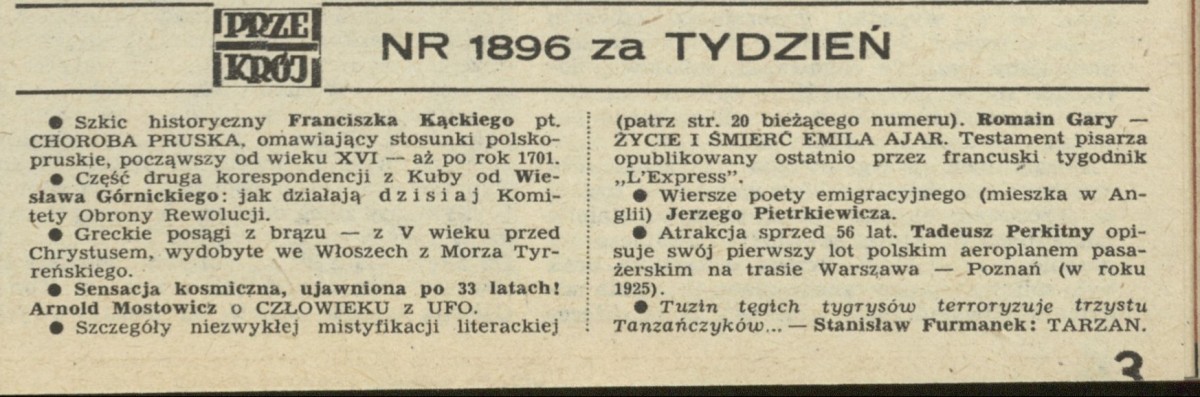 PRZE
KRÓJ
NR 1896 za TYDZIEŃ
● Szkic historyczny Franciszka Kąckiego pt.
CHOROBA PRUSKA, omawiający stosunki polsko-
pruskie, począwszy od wieku XVI — aż po rok 1701.
● Część druga korespondencji z Kuby od Wie-
sława Górnickiego: jak działają dzisiaj Komi-
tety Obrony Rewolucji.
● Greckie posągi z brązu — z V wieku przed
Chrystusem, wydobyte we Włoszech z Morza Tyr-
reńskiego.
● Sensacja kosmiczna, ujawniona po 33 latach!
Arnold Mostowicz o CZŁOWIEKU z UFO.
● Szczegóły niezwykłej mistyfikacji literackiej
(patrz str. 20 bieżącego numeru). Romain Gary —
ŻYCIE I ŚMIERĆ EMILA AJAR. Testament pisarza
opublikowany ostatnio przez francuski tygodnik
„L'Express”.
● Wiersze poety emigracyjnego (mieszka w An-
glii) Jerzego Pietrkiewicza.
● Atrakcja sprzed 56 lat. Tadeusz Perkitny opi-
suje swój pierwszy lot polskim aeroplanem pasa-
żerskim na trasie Warszawa — Poznań (w roku
1925).
● Tuzin tęgich tygrysów terroryzuje trzystu
Tanzańczyków... — Stanisław Furmanek: TARZAN.
3